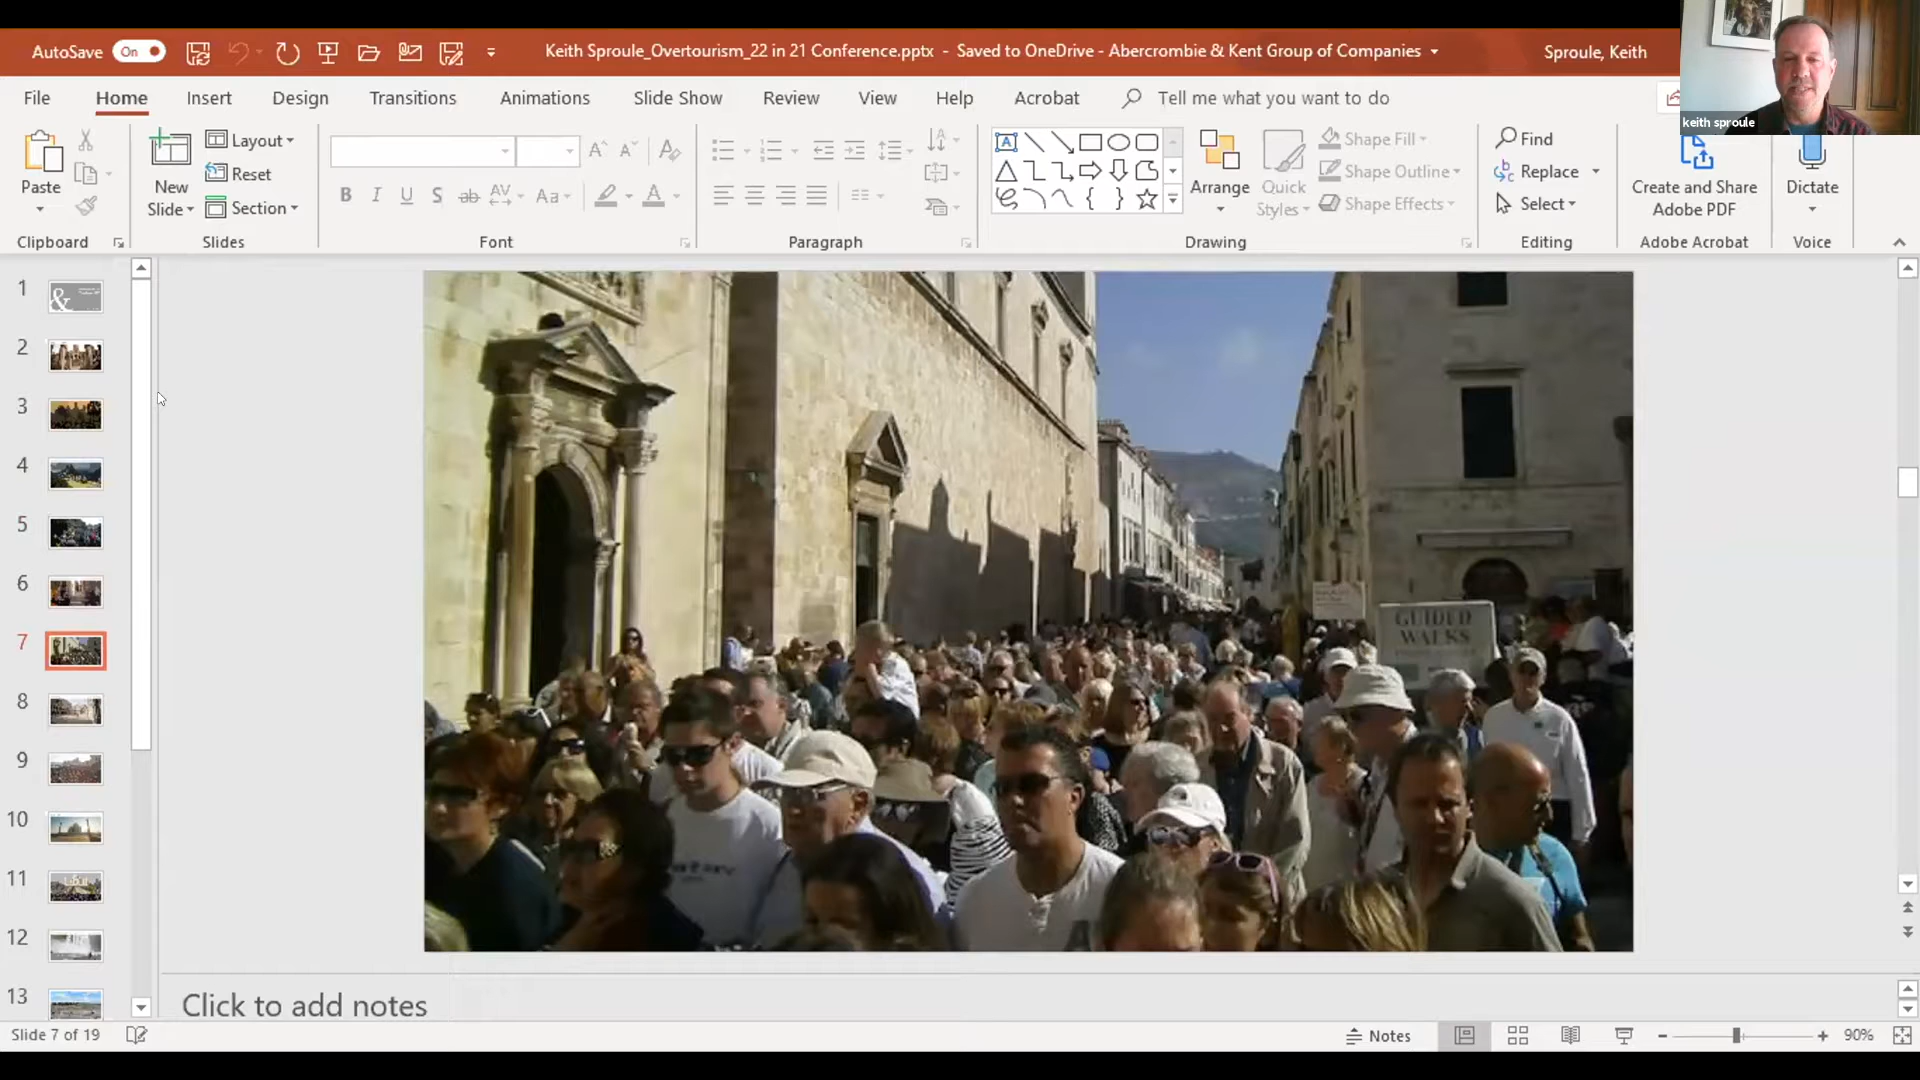 AutoSave On
Keith Sproule_Overtourism_22 in 21 Conference.pptx - Saved to OneDrive - Abercrombie & Kent Group of Companies
Sproule, Keith
keith sproule
File Home Insert Design Transitions Animations Slide Show Review View Help Acrobat Tell me what you want to do
Paste
New
Slide
Layout
Reset
Section
B I U S ab AV Aa A
A
Arrange
Quick
Styles
Shape Fill
Shape Outline
Shape Effects
Find
Replace
Select
Create and Share
Adobe PDF
Dictate
Clipboard Slides Font Paragraph Drawing Editing Adobe Acrobat Voice
1
&
2
3
4
5
6
7
8
9
10
11
12
13
GUIDED
WALKS
Click to add notes
Slide 7 of 19
Notes
90%